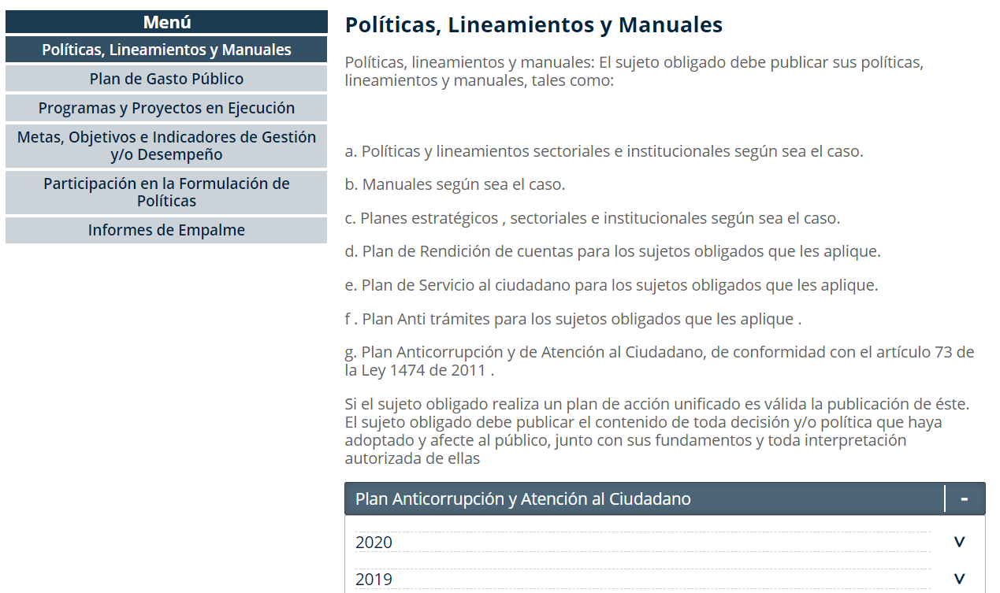 Menú
Políticas, Lineamientos y Manuales
Plan de Gasto Público
Programas y Proyectos en Ejecución
Metas, Objetivos e Indicadores de Gestión
y/o Desempeño
Participación en la Formulación de
Políticas
Informes de Empalme
Políticas, Lineamientos y Manuales
Políticas, lineamientos y manuales: El sujeto obligado debe publicar sus políticas,
lineamientos y manuales, tales como:
a. Políticas y lineamientos sectoriales e institucionales según sea el caso.
b. Manuales según sea el caso.
c. Planes estratégicos , sectoriales e institucionales según sea el caso.
d. Plan de Rendición de cuentas para los sujetos obligados que les aplique.
e. Plan de Servicio al ciudadano para los sujetos obligados que les aplique.
f . Plan Anti trámites para los sujetos obligados que les aplique .
g. Plan Anticorrupción y de Atención al Ciudadano, de conformidad con el artículo 73 de
la Ley 1474 de 2011 .
Si el sujeto obligado realiza un plan de acción unificado es válida la publicación de éste.
El sujeto obligado debe publicar el contenido de toda decisión y/o política que haya
adoptado y afecte al público, junto con sus fundamentos y toda interpretación
autorizada de ellas
Plan Anticorrupción y Atención al Ciudadano -
2020
2019